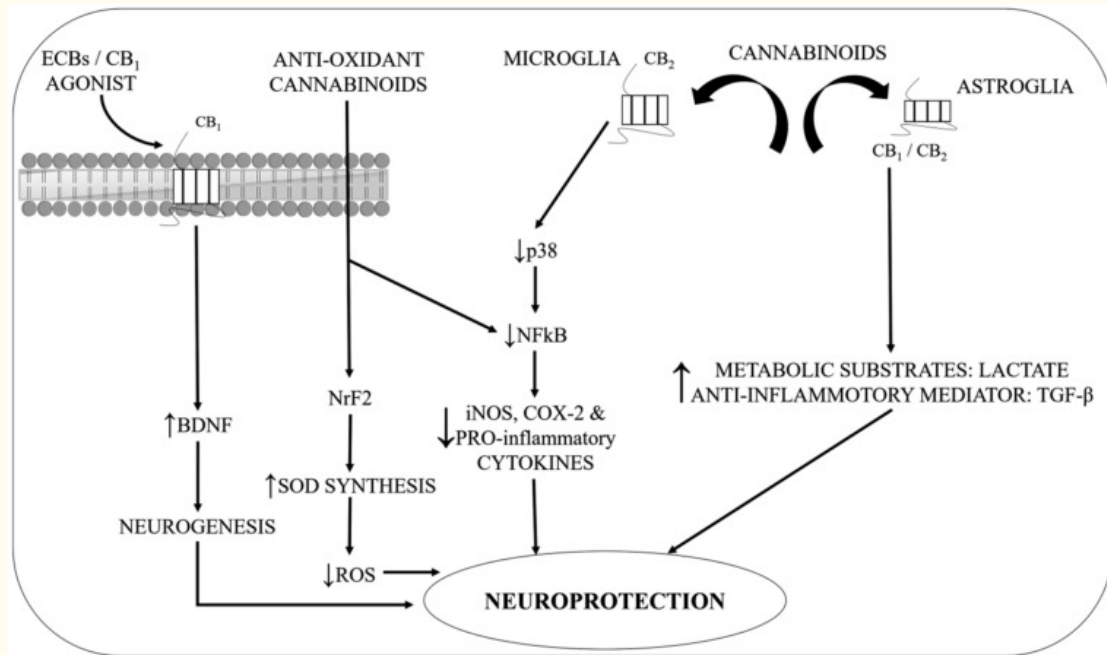 ECBs / CB₁
AGONIST
CB₁
↑BDNF
NEUROGENESIS
ANTI-OXIDANT
CANNABINOIDS
NrF2
↑SOD SYNTHESIS
↓ROS
MICROGLIA
CB₂
↓p38
↓NFkB
↓iNOS, COX-2 &
PRO-inflammatory
CYTOKINES
CANNABINOIDS
ASTROGLIA
CB₁ / CB₂
↑METABOLIC SUBSTRATES: LACTATE
ANTI-INFLAMMOTORY MEDIATOR: TGF-β
NEUROPROTECTION